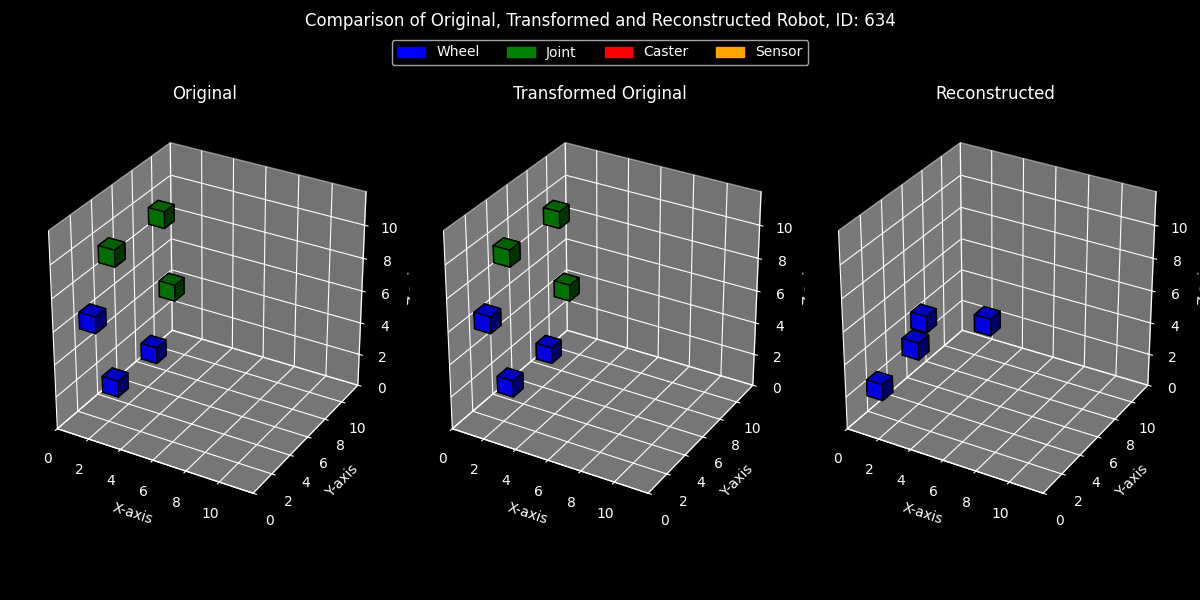 Comparison of Original, Transformed and Reconstructed Robot, ID: 634
Wheel Joint Caster Sensor
Original Transformed Original Reconstructed
10 10 10
8 8 8
6 6 6
4 4 4
2 2 2
0 0 0
0 2 4 6 8 10 0 2 4 6 8 10 0 2 4 6 8 10
X-axis X-axis X-axis
0 2 4 6 8 10 0 2 4 6 8 10 0 2 4 6 8 10
Y-axis Y-axis Y-axis